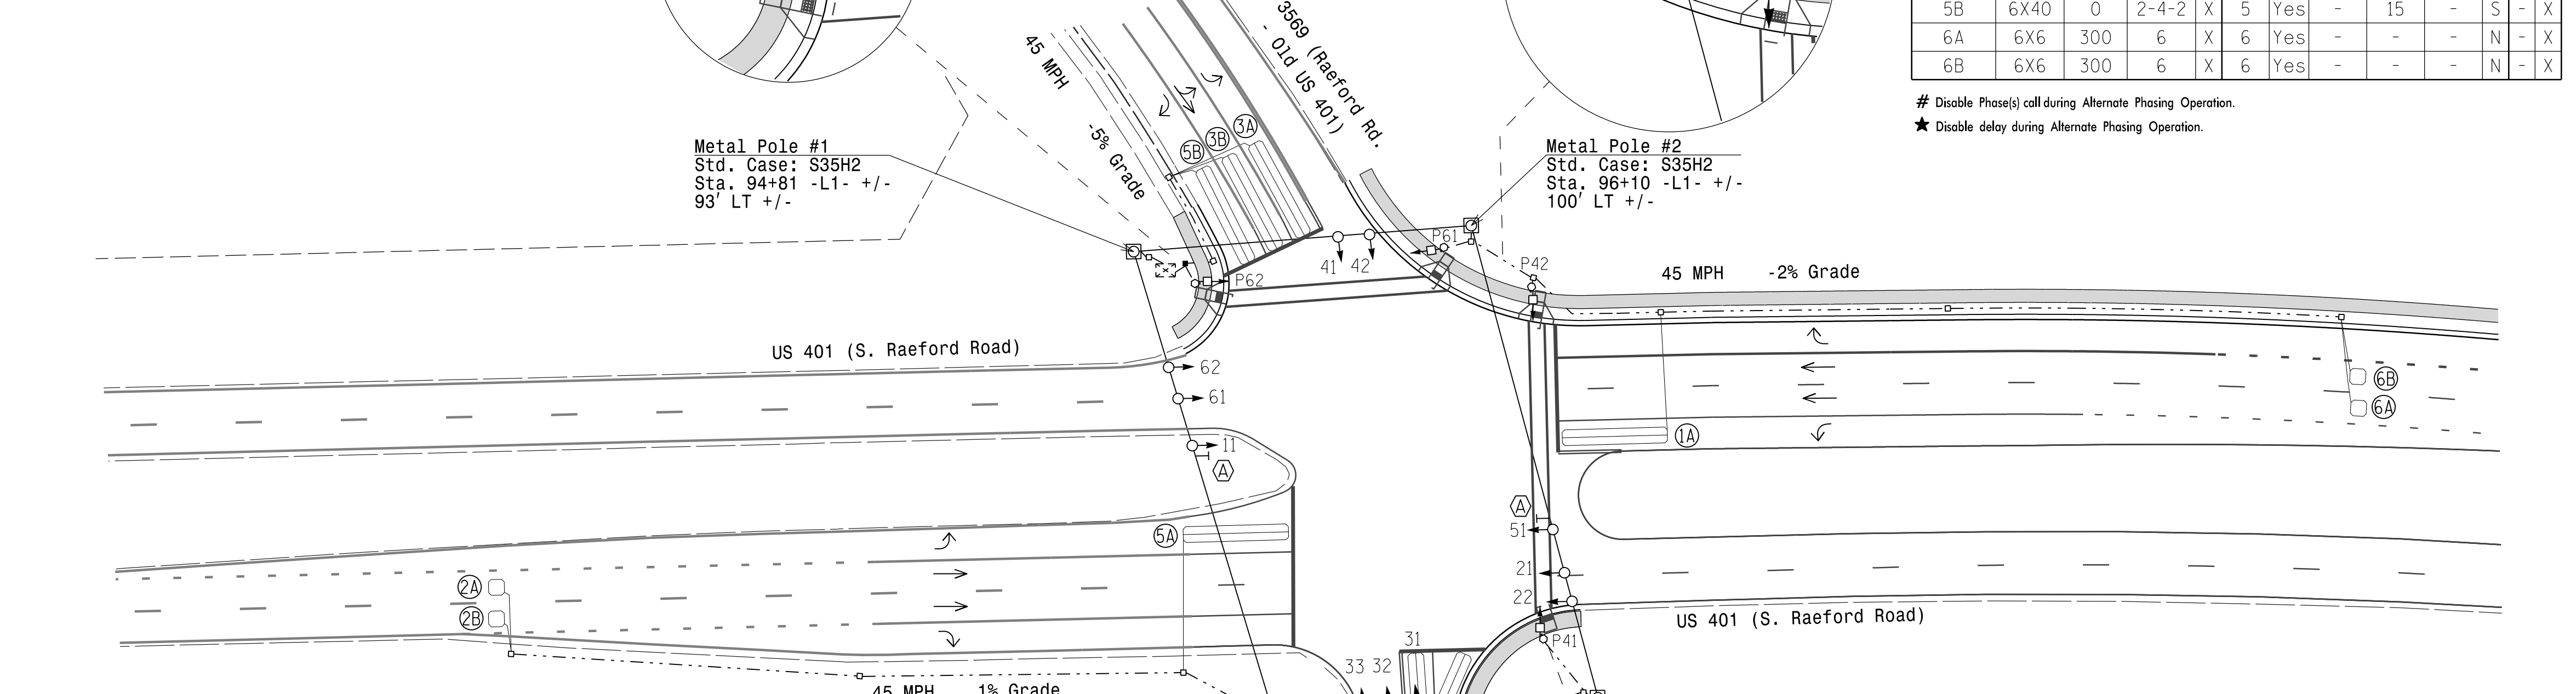 5B 6X40 0 2-4-2 X 5 Yes - 15 - S - X
6A 6X6 300 6 X 6 Yes - - - N - X
6B 6X6 300 6 X 6 Yes - - - N - X
# Disable Phase(s) call during Alternate Phasing Operation.
★ Disable delay during Alternate Phasing Operation.
45 MPH
-5% Grade
3569 (Raeford Rd.
- Old US 401)
5B
3B
3A
Metal Pole #1
Std. Case: S35H2
Sta. 94+81 -L1- +/-
93' LT +/-
Metal Pole #2
Std. Case: S35H2
Sta. 96+10 -L1- +/-
100' LT +/-
41 42
P61
P62
P42
45 MPH -2% Grade
US 401 (S. Raeford Road)
62
61
11
A
6B
6A
1A
A
51
21
22
5A
2A
2B
US 401 (S. Raeford Road)
P41
31
33 32
45 MPH 1% Grade